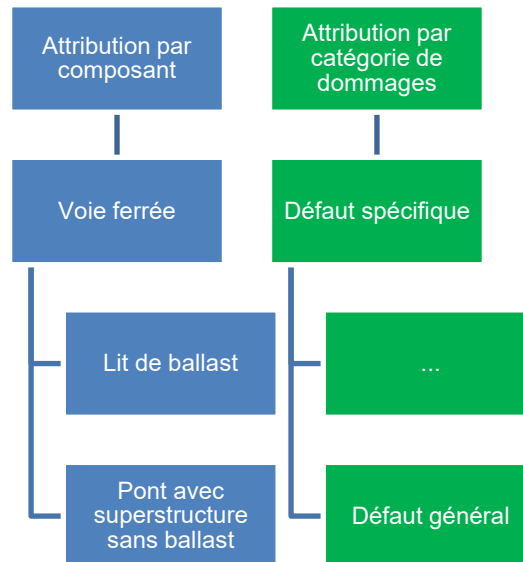 Attribution par
composant
Attribution par
catégorie de
dommages
Voie ferrée
Défaut spécifique
Lit de ballast
...
Pont avec
superstructure
sans ballast
Défaut général